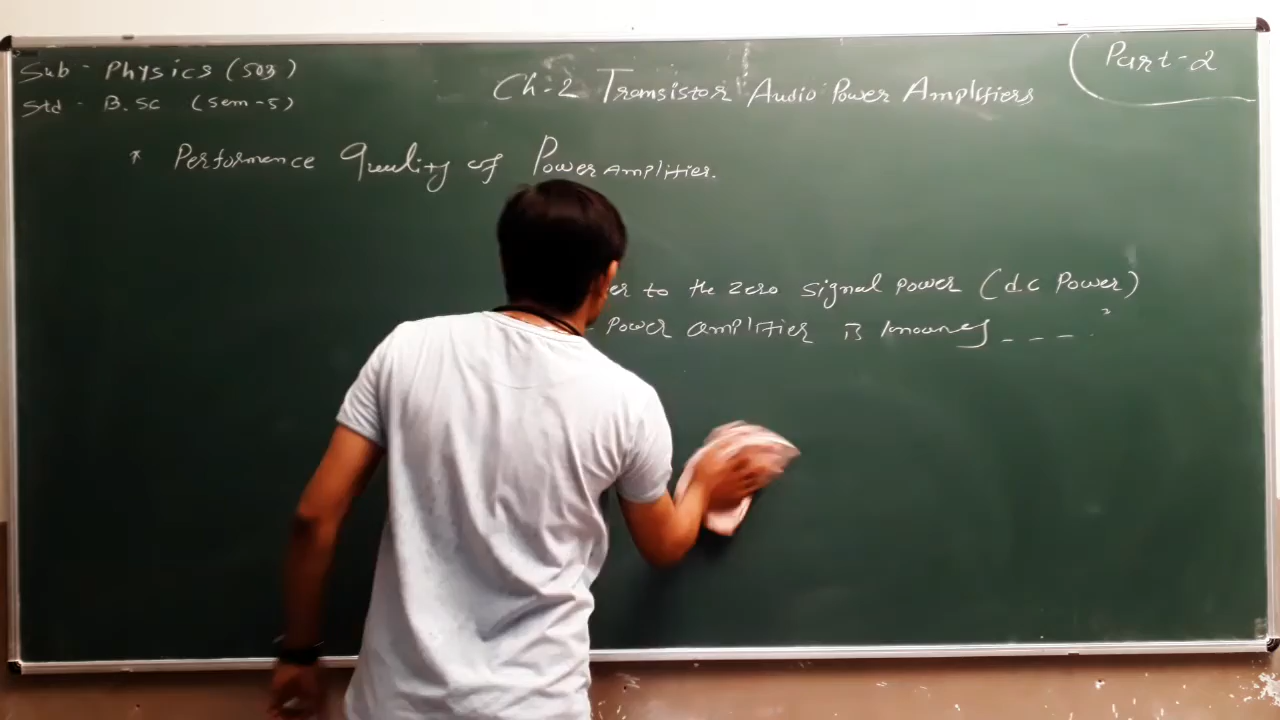 Sub - Physics (503)
Std - B.Sc (Sem-5)
Ch:2 Transistor Audio Power Amplifiers
Part-2
* Performance Quality of Power amplifier.
er to the zero signal power (d.c Power)
Power amplifier is known as - - - ?